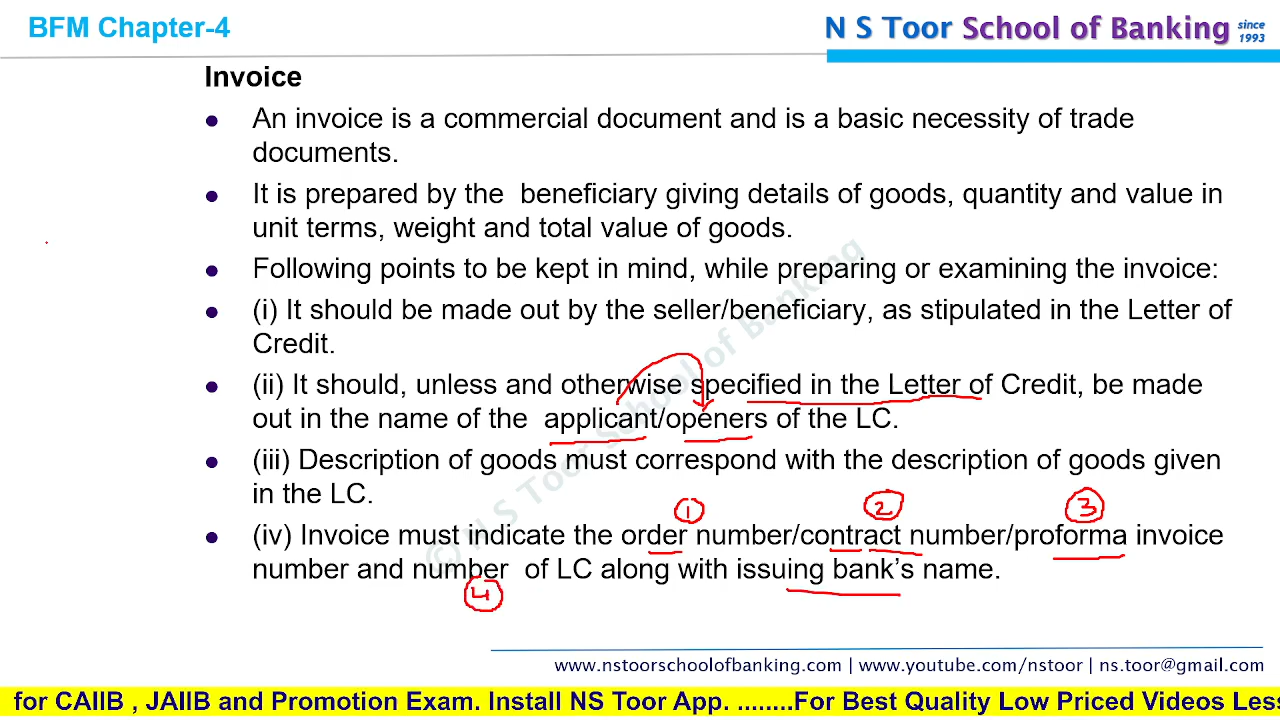 BFM Chapter-4
N S Toor School of Banking since 1993
Invoice
● An invoice is a commercial document and is a basic necessity of trade
documents.
● It is prepared by the beneficiary giving details of goods, quantity and value in
unit terms, weight and total value of goods.
● Following points to be kept in mind, while preparing or examining the invoice:
● (i) It should be made out by the seller/beneficiary, as stipulated in the Letter of
Credit.
● (ii) It should, unless and otherwise specified in the Letter of Credit, be made
out in the name of the applicant/openers of the LC.
● (iii) Description of goods must correspond with the description of goods given
in the LC.
1 2 3
● (iv) Invoice must indicate the order number/contract number/proforma invoice
number and number of LC along with issuing bank's name.
4
© N S Toor School of Banking
www.nstoorschoolofbanking.com | www.youtube.com/nstoor | ns.toor@gmail.com
for CAIIB , JAIIB and Promotion Exam. Install NS Toor App. ........For Best Quality Low Priced Videos Less